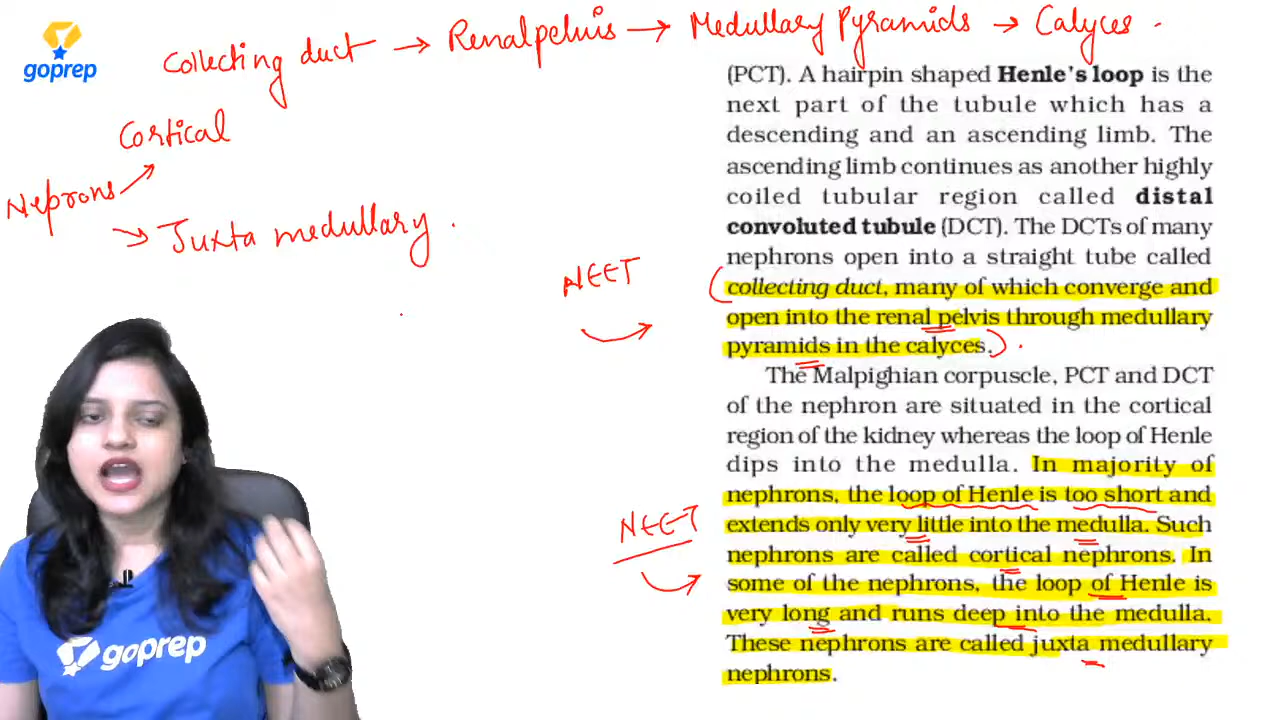 goprep
Collecting duct → Renalpelvis → Medullary Pyramids → Calyces.
Cortical
Neprons
Juxta medullary.
NEET
(PCT). A hairpin shaped Henle's loop is the
next part of the tubule which has a
descending and an ascending limb. The
ascending limb continues as another highly
coiled tubular region called distal
convoluted tubule (DCT). The DCTs of many
nephrons open into a straight tube called
collecting duct, many of which converge and
open into the renal pelvis through medullary
pyramids in the calyces.
The Malpighian corpuscle, PCT and DCT
of the nephron are situated in the cortical
region of the kidney whereas the loop of Henle
dips into the medulla. In majority of
nephrons, the loop of Henle is too short and
extends only very little into the medulla. Such
nephrons are called cortical nephrons. In
some of the nephrons, the loop of Henle is
very long and runs deep into the medulla.
These nephrons are called juxta medullary
nephrons.
NEET
goprep